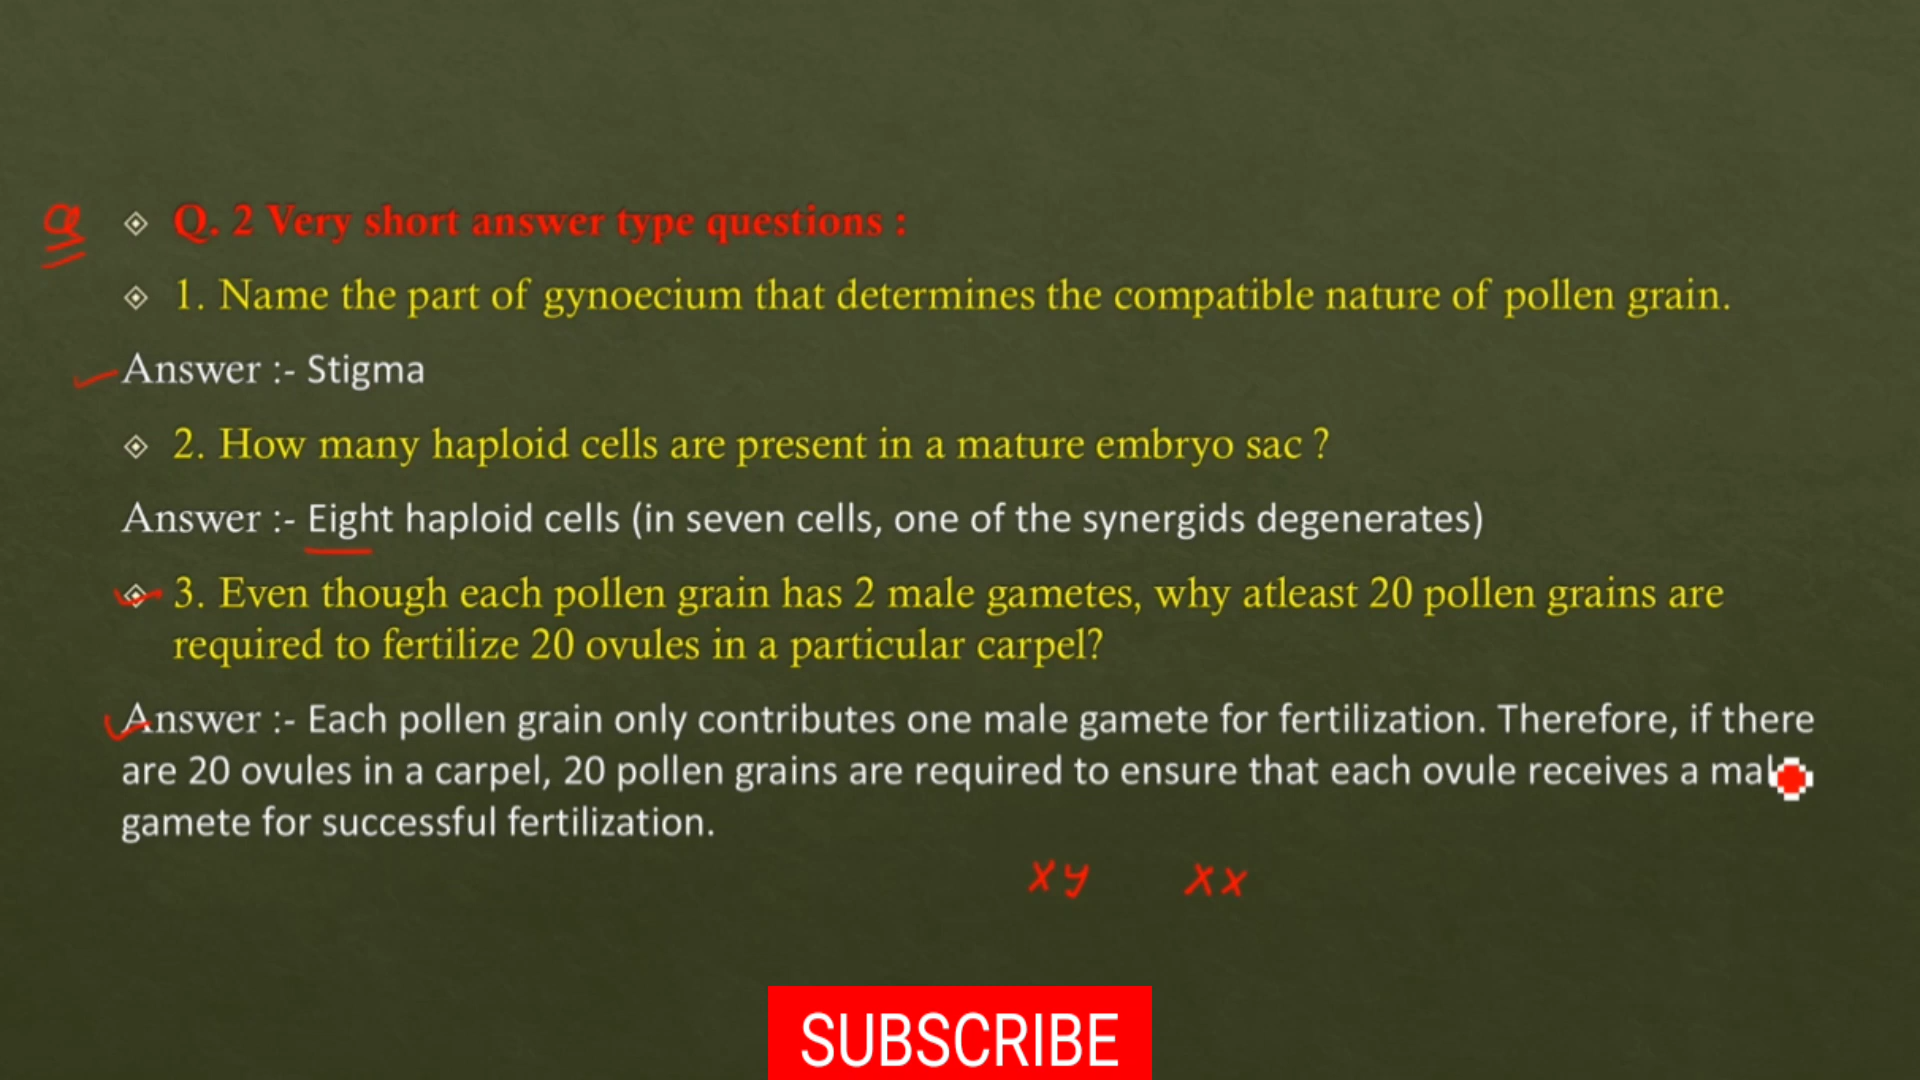 Q
Q. 2 Very short answer type questions :
1. Name the part of gynoecium that determines the compatible nature of pollen grain.
Answer :- Stigma
2. How many haploid cells are present in a mature embryo sac ?
Answer :- Eight haploid cells (in seven cells, one of the synergids degenerates)
3. Even though each pollen grain has 2 male gametes, why atleast 20 pollen grains are
required to fertilize 20 ovules in a particular carpel?
Answer :- Each pollen grain only contributes one male gamete for fertilization. Therefore, if there
are 20 ovules in a carpel, 20 pollen grains are required to ensure that each ovule receives a male
gamete for successful fertilization.
xy xx
SUBSCRIBE